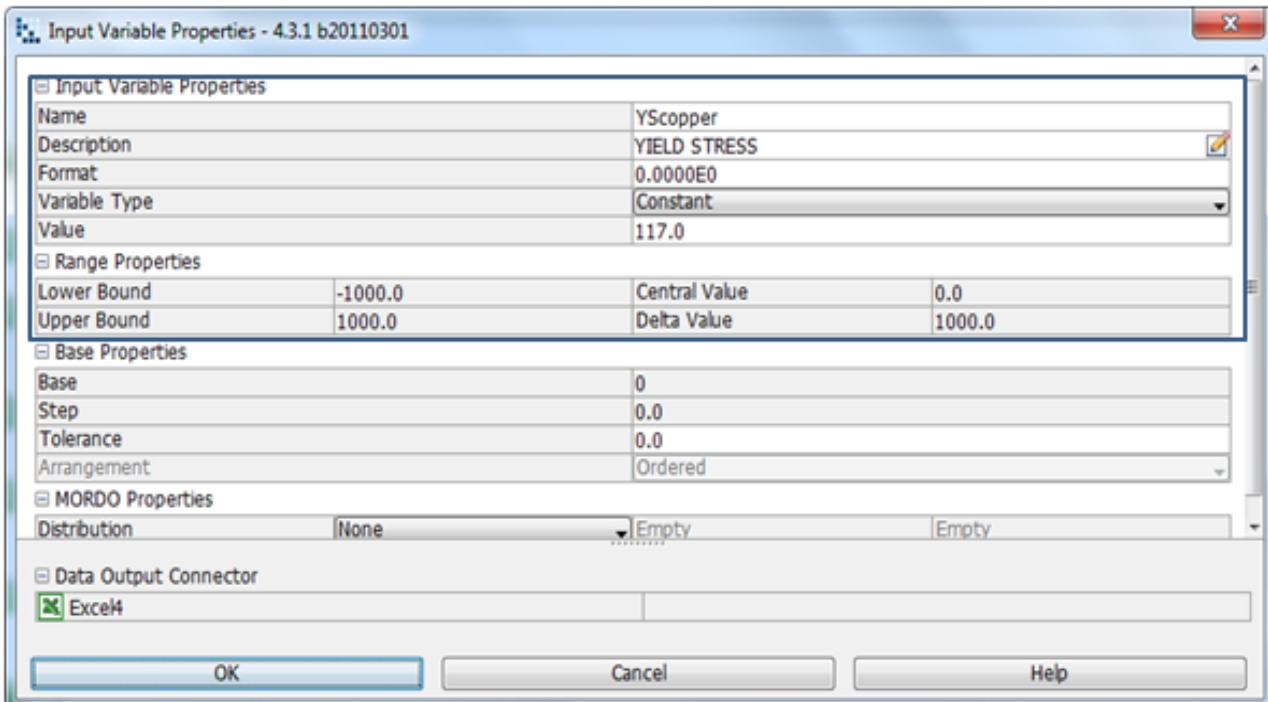 Input Variable Properties - 4.3.1 b20110301
Input Variable Properties
Name YScopper
Description YIELD STRESS
Format 0.0000E0
Variable Type Constant
Value 117.0
Range Properties
Lower Bound -1000.0 Central Value 0.0
Upper Bound 1000.0 Delta Value 1000.0
Base Properties
Base 0
Step 0.0
Tolerance 0.0
Arrangement Ordered
MORDO Properties
Distribution None Empty Empty
Data Output Connector
Excel4
OK Cancel Help